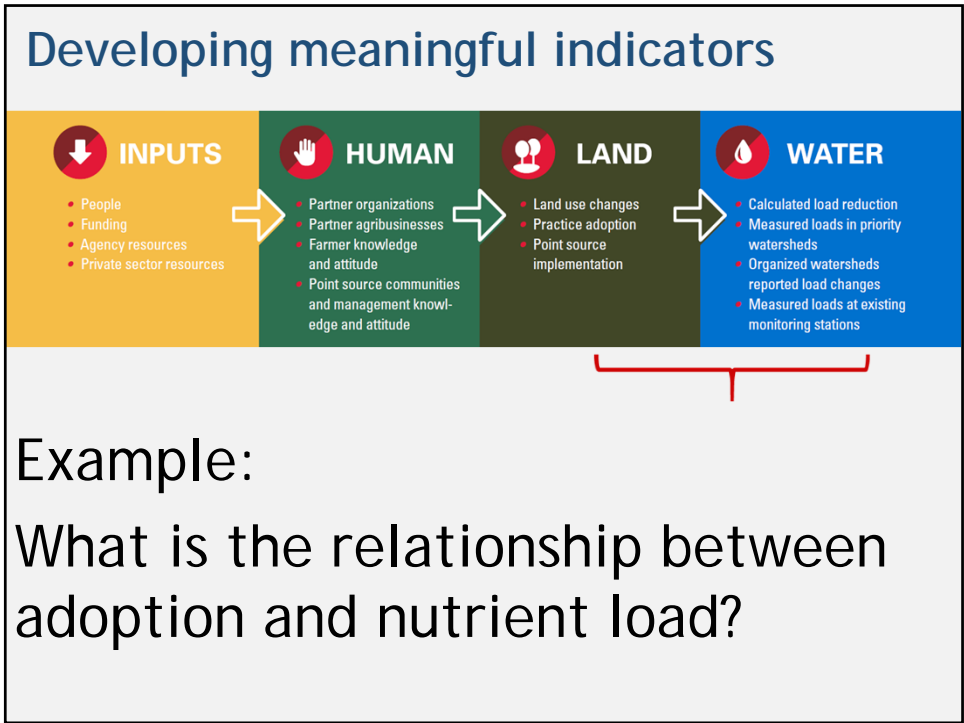 Developing meaningful indicators
INPUTS
• People
• Funding
• Agency resources
• Private sector resources
HUMAN
• Partner organizations
• Partner agribusinesses
• Farmer knowledge
and attitude
• Point source communities
and management knowl-
edge and attitude
LAND
• Land use changes
• Practice adoption
• Point source
implementation
WATER
• Calculated load reduction
• Measured loads in priority
watersheds
• Organized watersheds
reported load changes
• Measured loads at existing
monitoring stations
Example:
What is the relationship between
adoption and nutrient load?